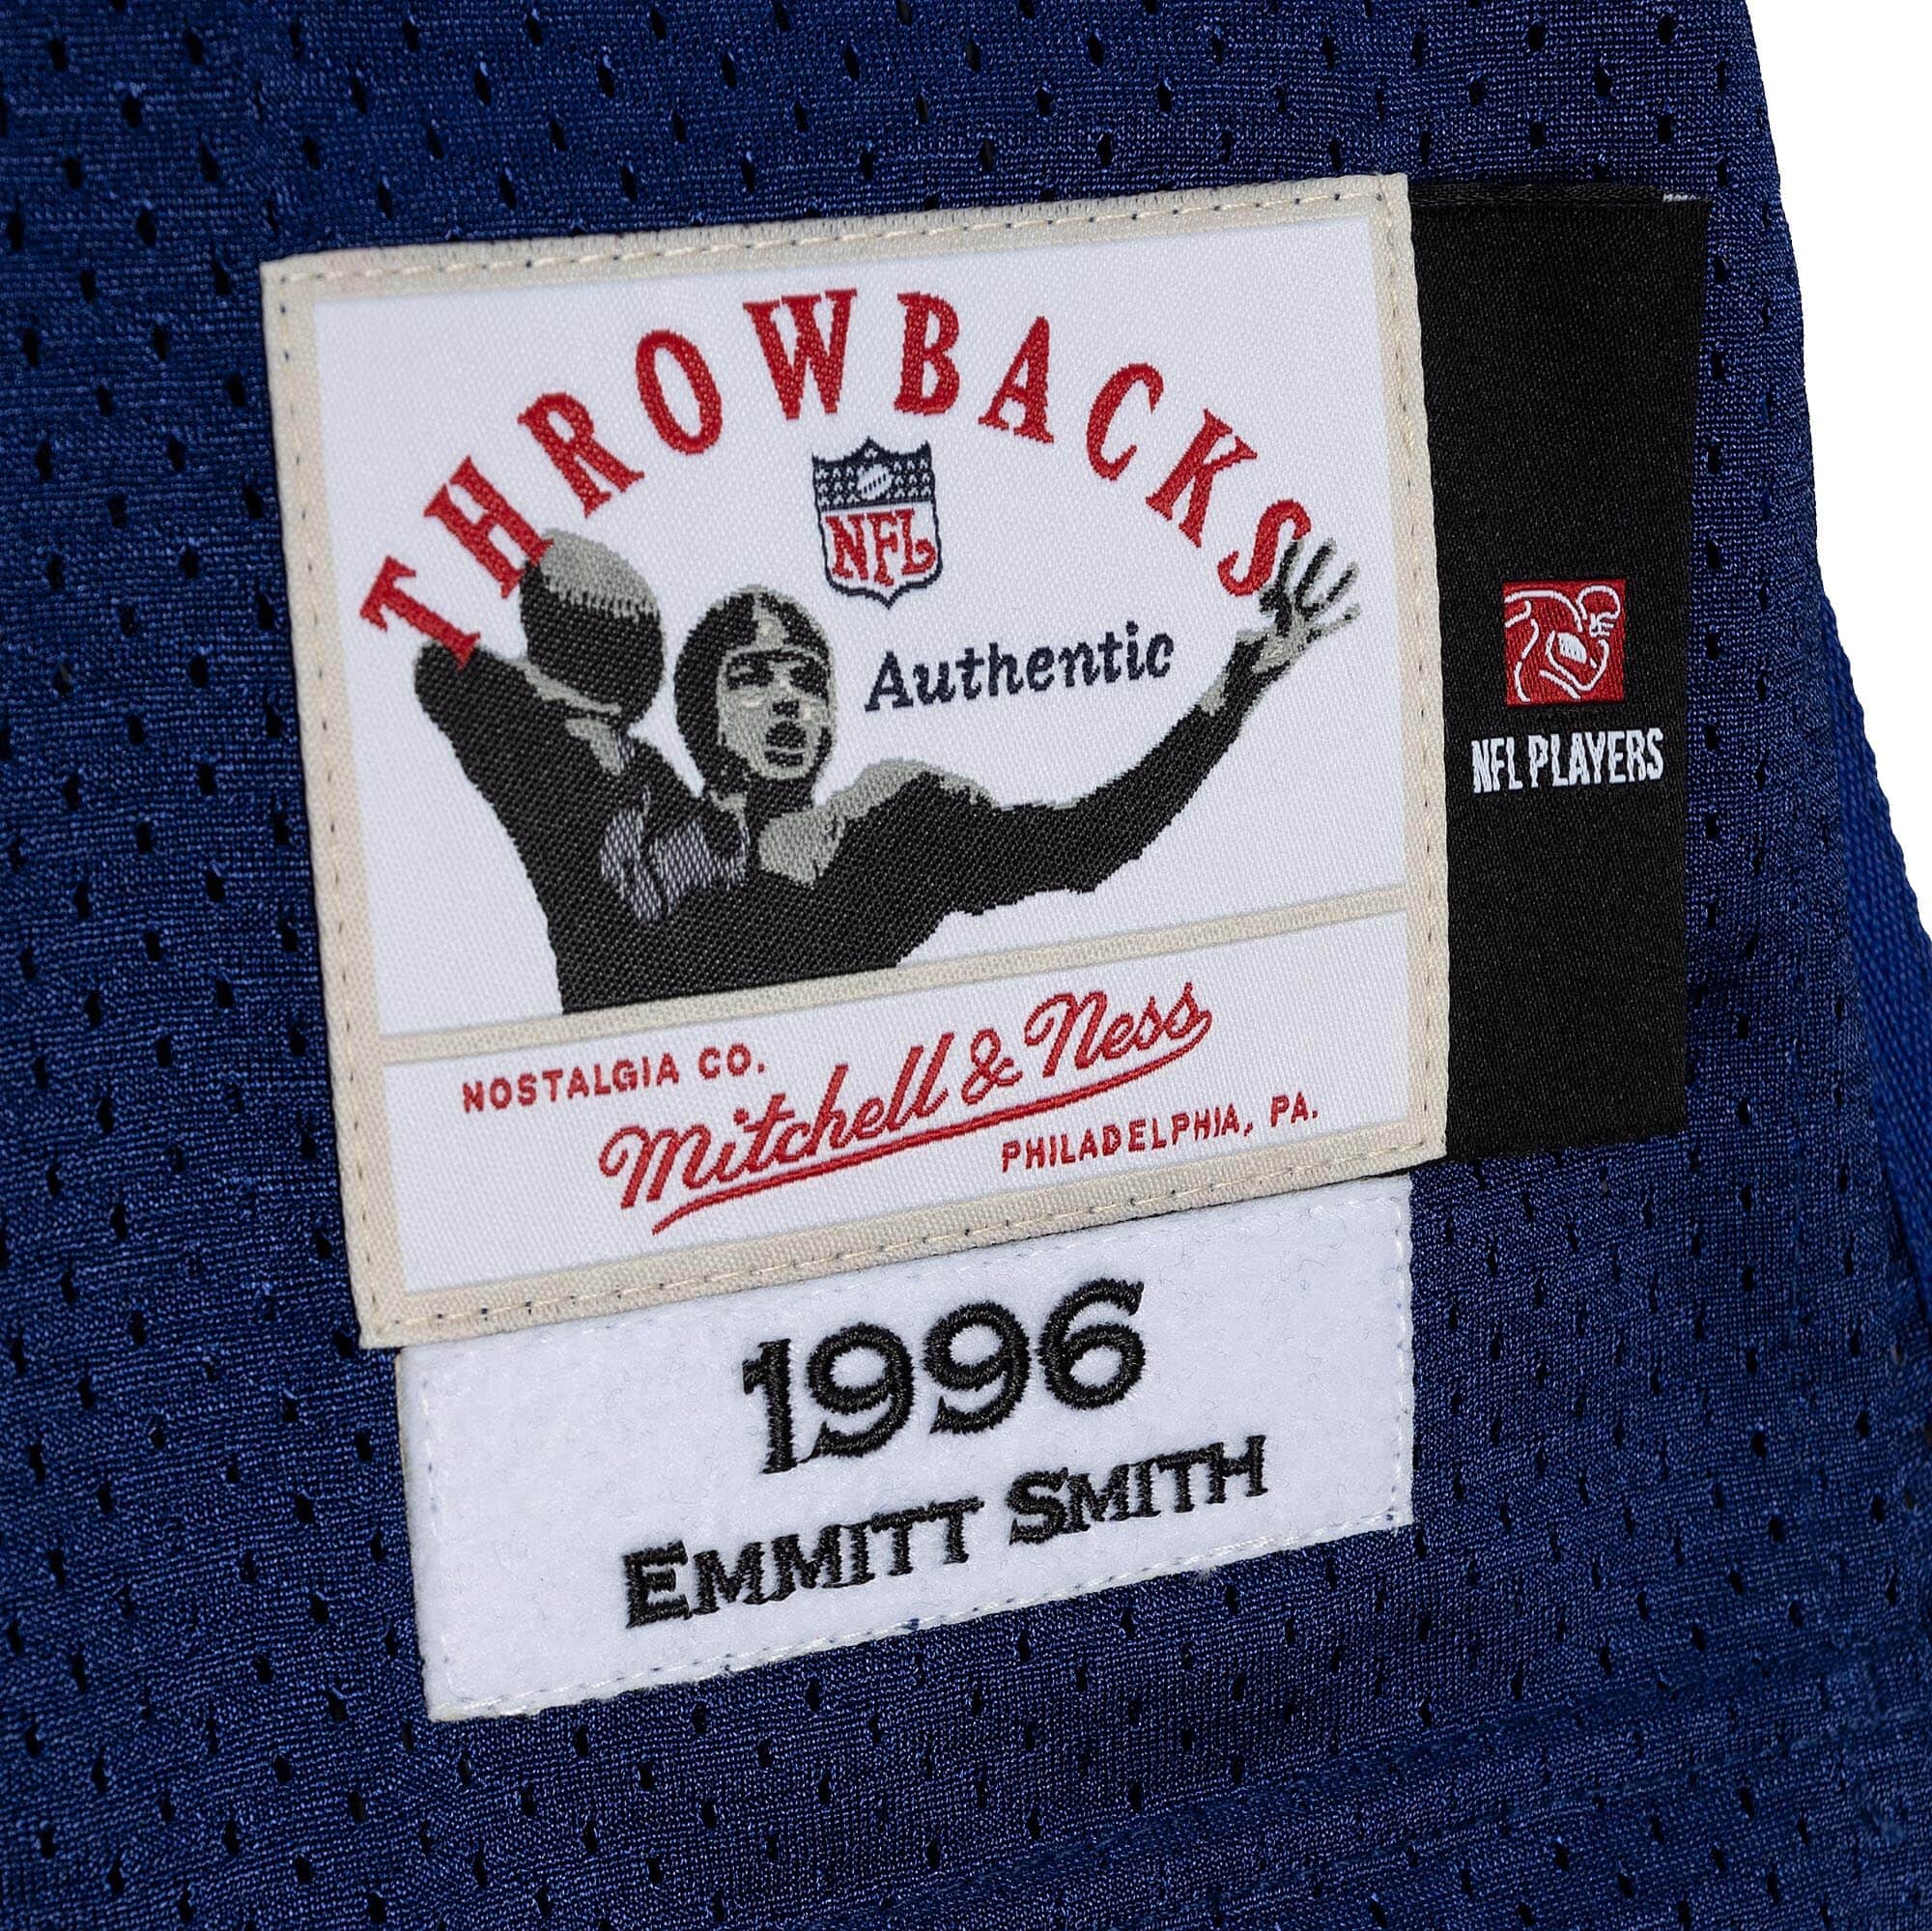 THROWBACKS
NFL
Authentic
NFL PLAYERS
NOSTALGIA CO.
Mitchell & Ness
PHILADELPHIA, PA.
1996
EMMITT SMITH